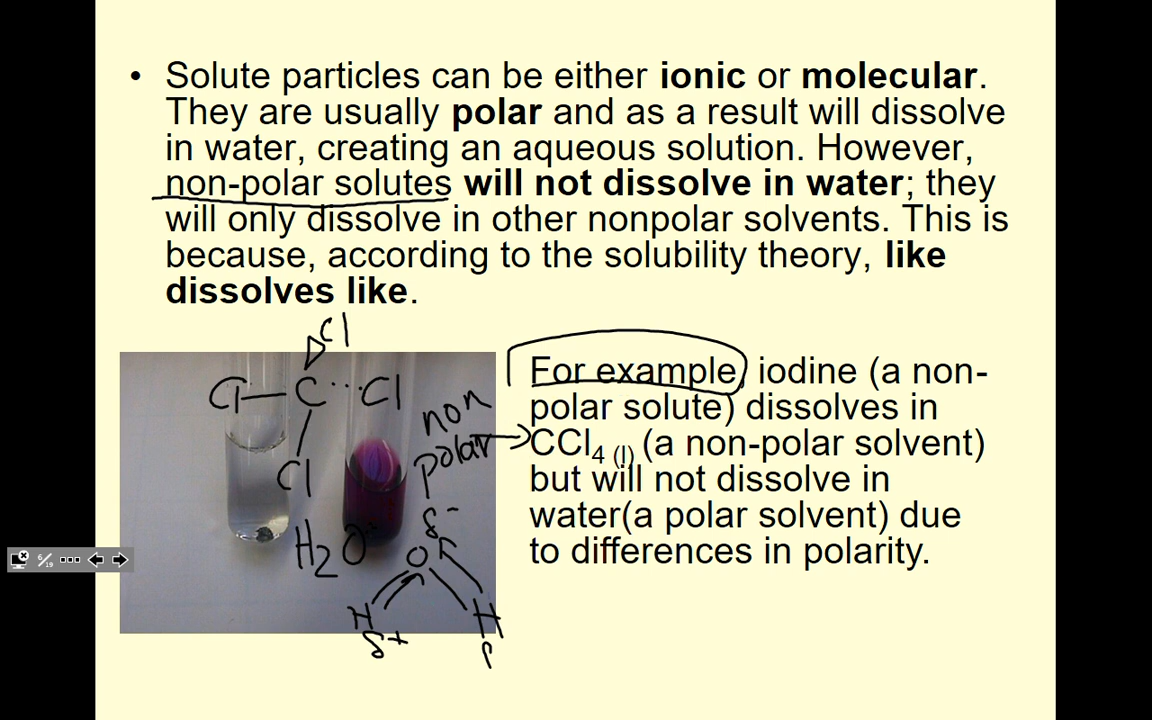 • Solute particles can be either ionic or molecular.
They are usually polar and as a result will dissolve
in water, creating an aqueous solution. However,
non-polar solutes will not dissolve in water; they
will only dissolve in other nonpolar solvents. This is
because, according to the solubility theory, like
dissolves like.
Cl
Cl C Cl
Cl
non
polar
H2O
δ-
O
H H
δ+
For example, iodine (a non-
polar solute) dissolves in
CCl4 (l) (a non-polar solvent)
but will not dissolve in
water(a polar solvent) due
to differences in polarity.
6/19